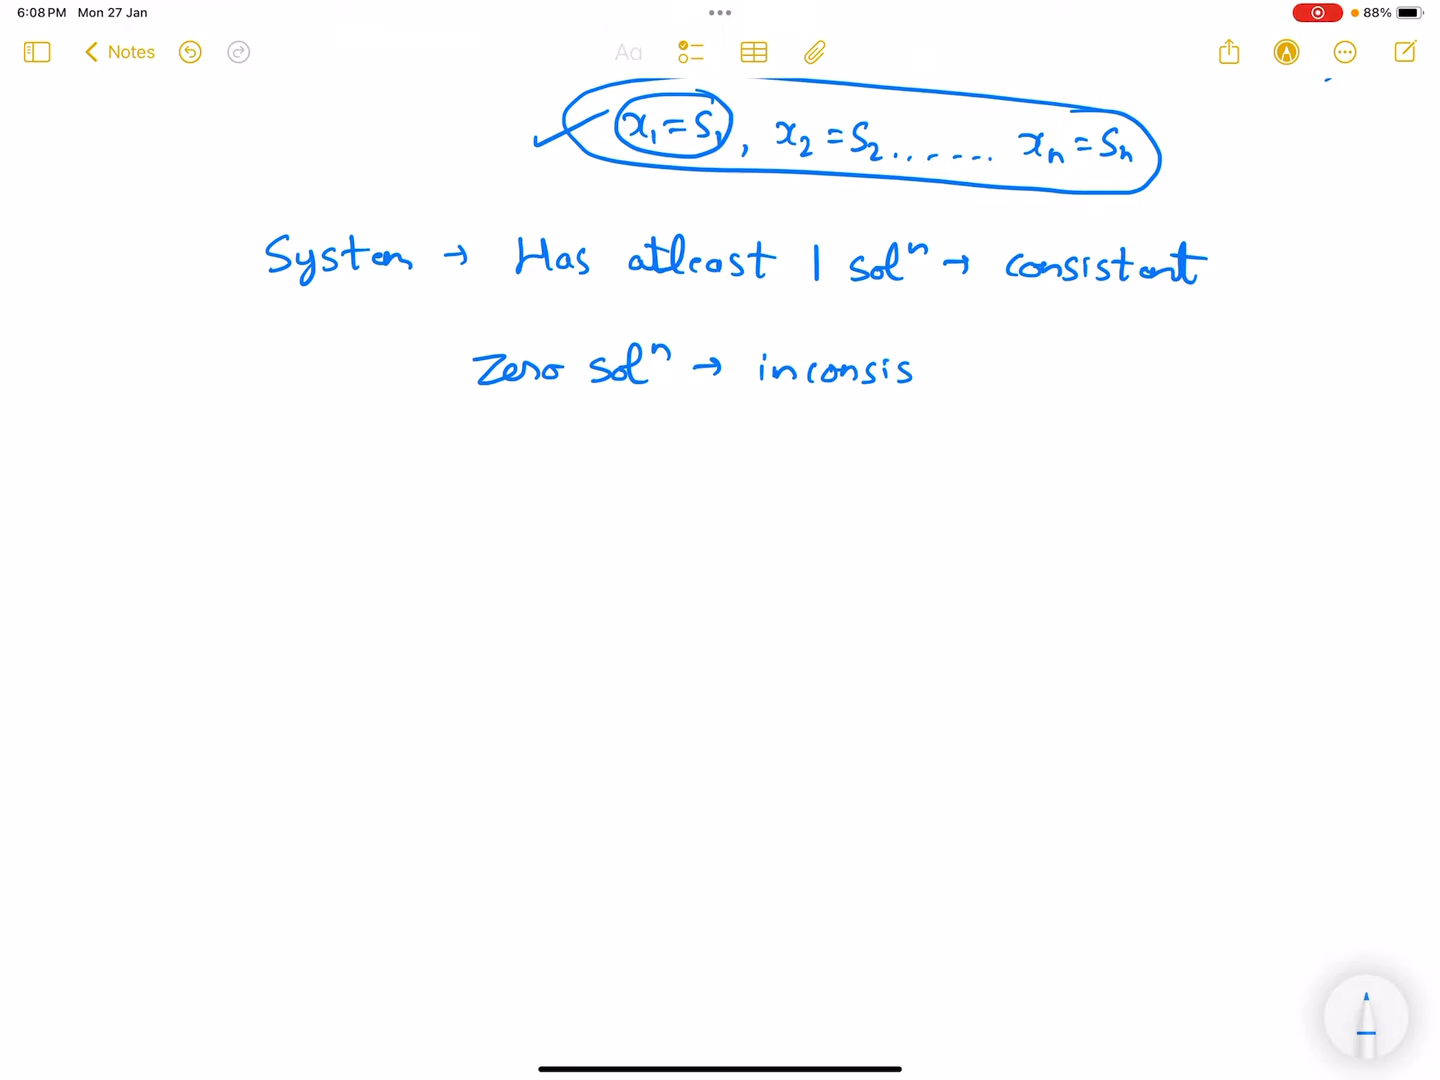 6:08 PM Mon 27 Jan 88%
Notes Aa
x₁ = S₁, x₂ = S₂ ....... xₙ = Sₙ
System → Has atleast 1 solⁿ → consistent
Zero solⁿ → inconsis